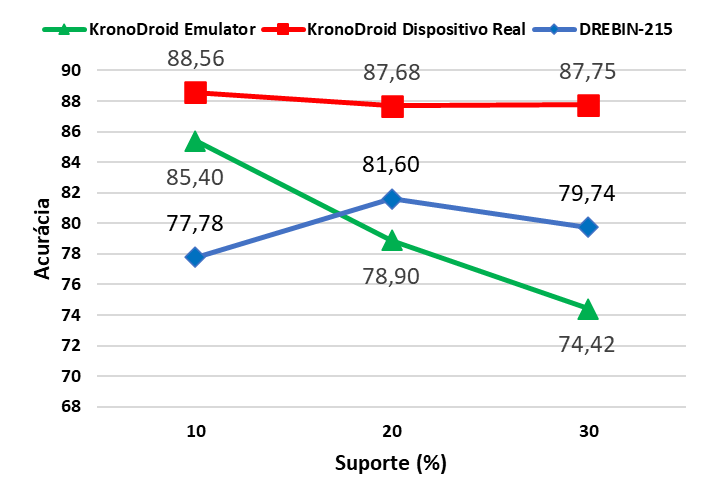 KronoDroid Emulator KronoDroid Dispositivo Real DREBIN-215
88,56 87,68 87,75
90
88
86
84
82
80
78
76
74
72
70
68
85,40 81,60 79,74
77,78
78,90
74,42
Acurácia
10 20 30
Suporte (%)